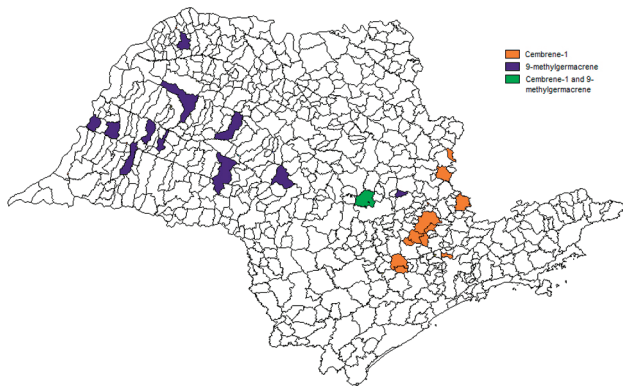 Cembrene-1
9-methylgermacrene
Cembrene-1 and 9-
methylgermacrene